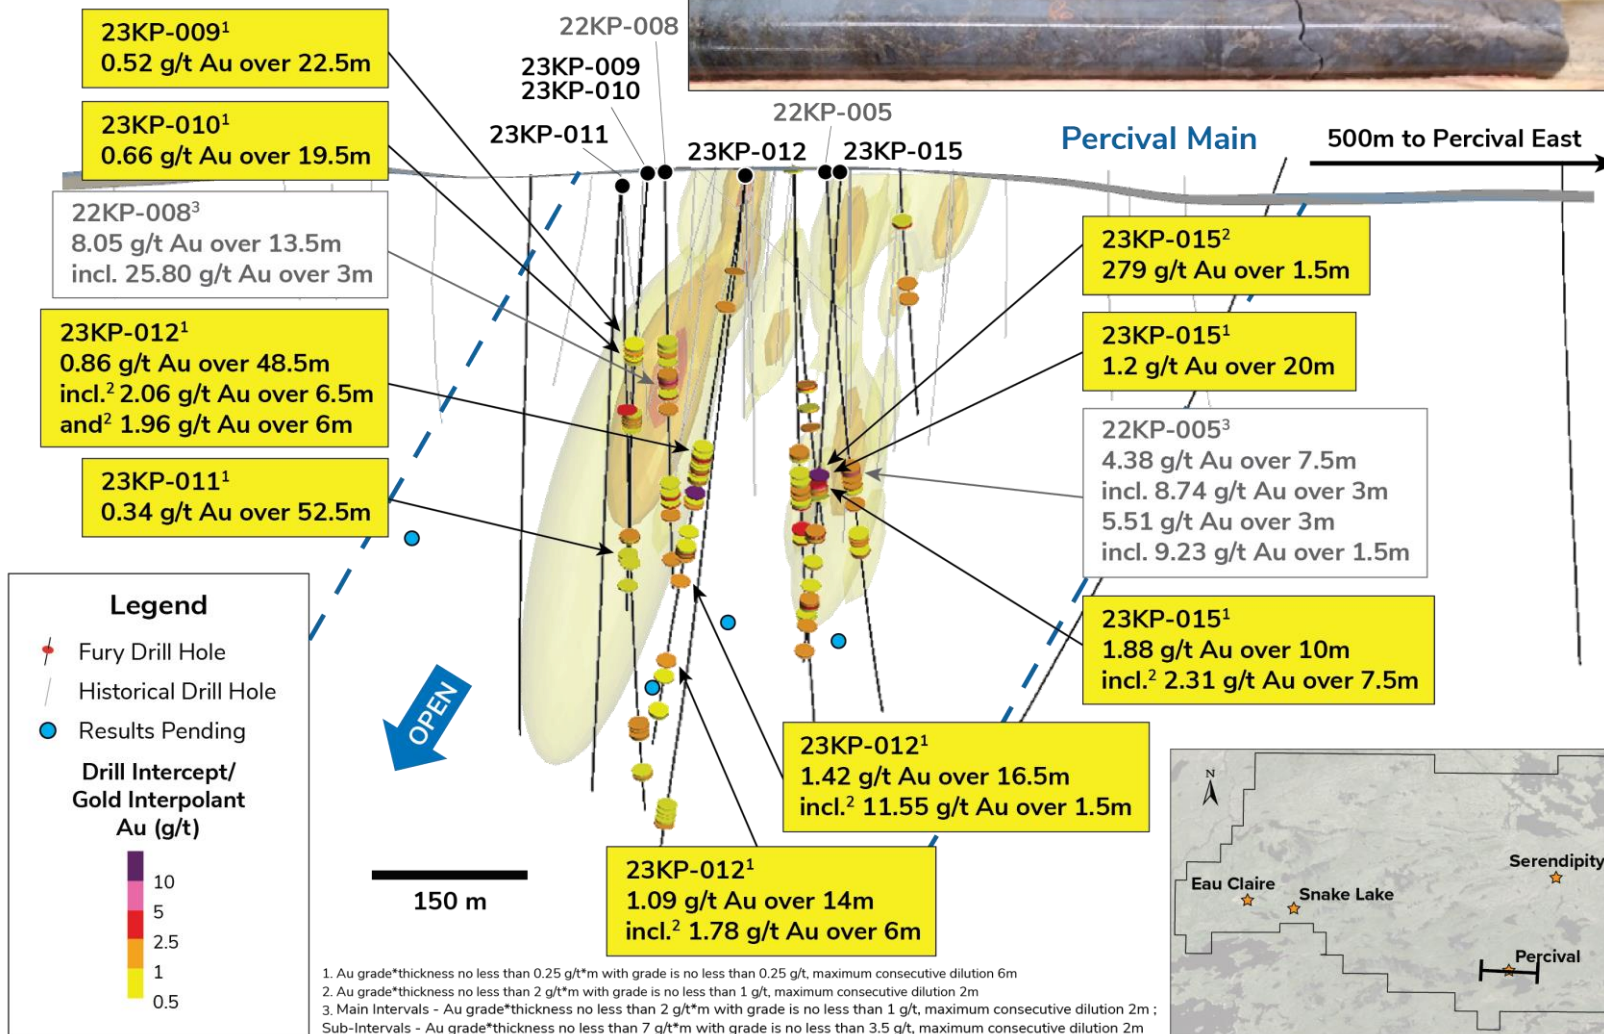 23KP-009¹
0.52 g/t Au over 22.5m
23KP-010¹
0.66 g/t Au over 19.5m
22KP-008³
8.05 g/t Au over 13.5m
incl. 25.80 g/t Au over 3m
23KP-012¹
0.86 g/t Au over 48.5m
incl.² 2.06 g/t Au over 6.5m
and² 1.96 g/t Au over 6m
23KP-011¹
0.34 g/t Au over 52.5m
22KP-008
23KP-009
23KP-010
23KP-011
23KP-012
22KP-005
23KP-015
Percival Main
500m to Percival East
23KP-015²
279 g/t Au over 1.5m
23KP-015¹
1.2 g/t Au over 20m
22KP-005³
4.38 g/t Au over 7.5m
incl. 8.74 g/t Au over 3m
5.51 g/t Au over 3m
incl. 9.23 g/t Au over 1.5m
23KP-015¹
1.88 g/t Au over 10m
incl.² 2.31 g/t Au over 7.5m
23KP-012¹
1.42 g/t Au over 16.5m
incl.² 11.55 g/t Au over 1.5m
23KP-012¹
1.09 g/t Au over 14m
incl.² 1.78 g/t Au over 6m
OPEN
Legend
Fury Drill Hole
Historical Drill Hole
Results Pending
Drill Intercept/
Gold Interpolant
Au (g/t)
10
5
2.5
1
0.5
150 m
N
Eau Claire
Snake Lake
Serendipity
Percival
1. Au grade*thickness no less than 0.25 g/t*m with grade is no less than 0.25 g/t, maximum consecutive dilution 6m
2. Au grade*thickness no less than 2 g/t*m with grade is no less than 1 g/t, maximum consecutive dilution 2m
3. Main Intervals - Au grade*thickness no less than 2 g/t*m with grade is no less than 1 g/t, maximum consecutive dilution 2m ;
Sub-Intervals - Au grade*thickness no less than 7 g/t*m with grade is no less than 3.5 g/t, maximum consecutive dilution 2m